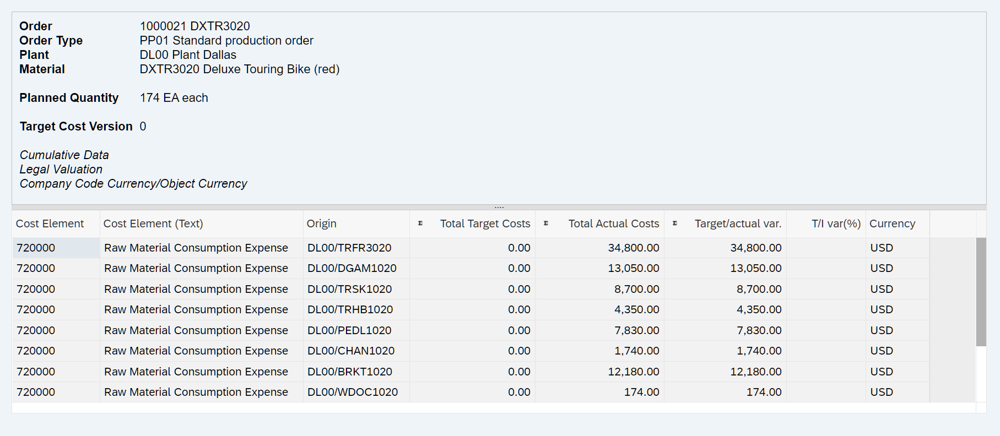 Order 1000021 DXTR3020
Order Type PP01 Standard production order
Plant DL00 Plant Dallas
Material DXTR3020 Deluxe Touring Bike (red)
Planned Quantity 174 EA each
Target Cost Version 0
Cumulative Data
Legal Valuation
Company Code Currency/Object Currency
Cost Element Cost Element (Text) Origin Σ Total Target Costs Σ Total Actual Costs Σ Target/actual var. T/I var(%) Currency
720000 Raw Material Consumption Expense DL00/TRFR3020 0.00 34,800.00 34,800.00 USD
720000 Raw Material Consumption Expense DL00/DGAM1020 0.00 13,050.00 13,050.00 USD
720000 Raw Material Consumption Expense DL00/TRSK1020 0.00 8,700.00 8,700.00 USD
720000 Raw Material Consumption Expense DL00/TRHB1020 0.00 4,350.00 4,350.00 USD
720000 Raw Material Consumption Expense DL00/PEDL1020 0.00 7,830.00 7,830.00 USD
720000 Raw Material Consumption Expense DL00/CHAN1020 0.00 1,740.00 1,740.00 USD
720000 Raw Material Consumption Expense DL00/BRKT1020 0.00 12,180.00 12,180.00 USD
720000 Raw Material Consumption Expense DL00/WDOC1020 0.00 174.00 174.00 USD